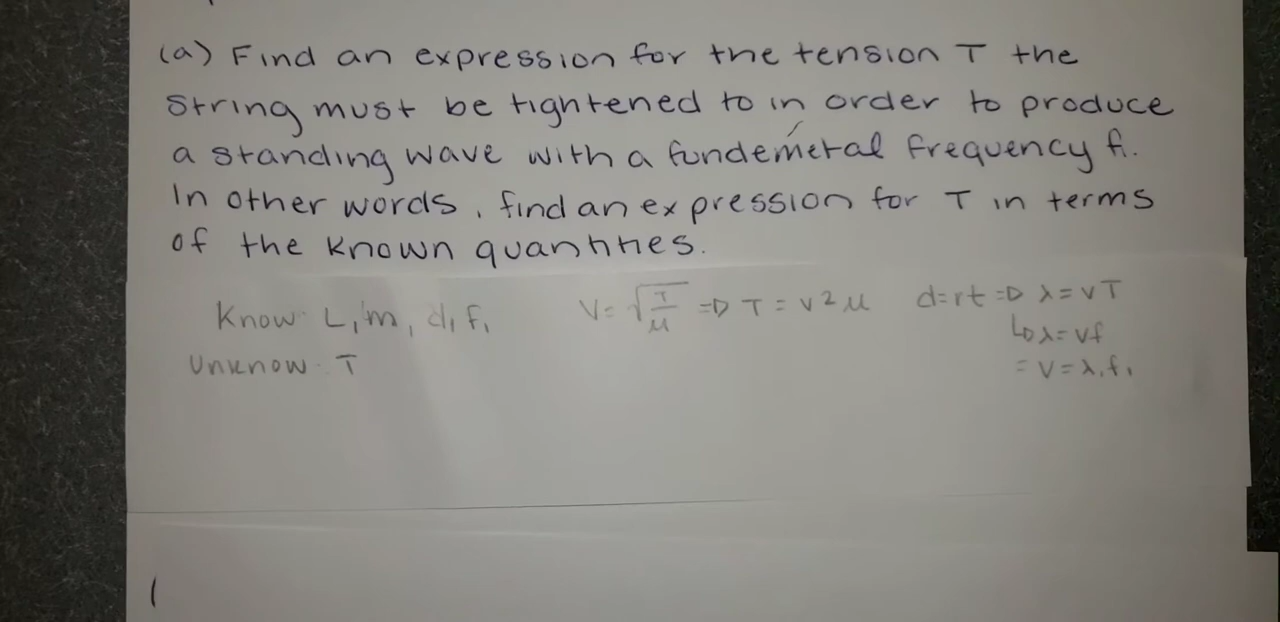 (a) Find an expression for the tension T the
string must be tightened to in order to produce
a standing wave with a fundemetal frequency f₁.
In other words, find an expression for T in terms
of the known quantities.
Know: L, m, d, f₁ V=√(T/μ) ⇒ T = v²μ d=rt ⇒ λ=vT
↳ λ=vf
Unknow: T = V=λ₁f₁
(